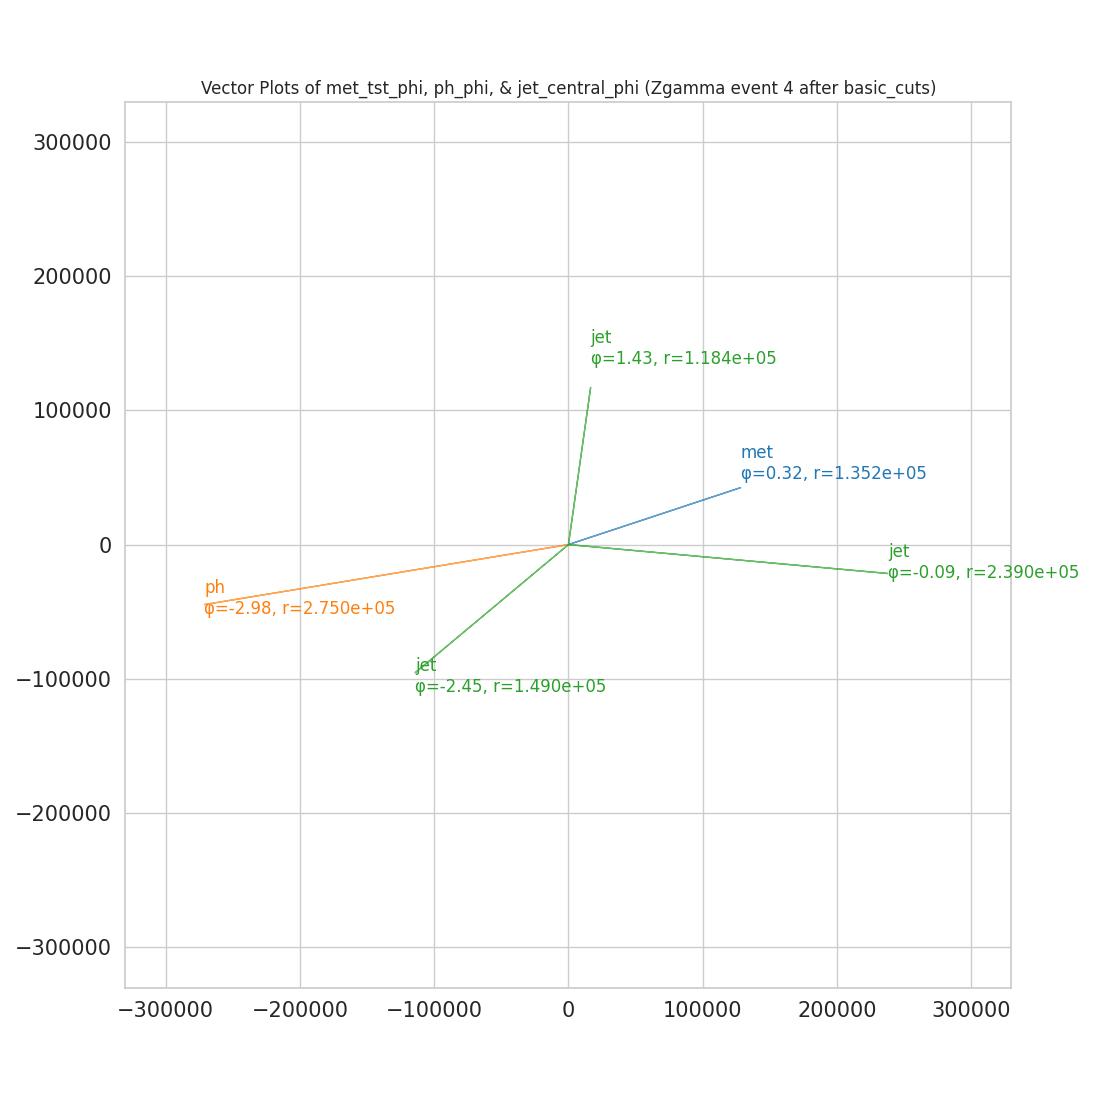 Vector Plots of met_tst_phi, ph_phi, & jet_central_phi (Zgamma event 4 after basic_cuts)
300000
200000
100000
0
−100000
−200000
−300000
jet
φ=1.43, r=1.184e+05
met
φ=0.32, r=1.352e+05
jet
φ=-0.09, r=2.390e+05
ph
φ=-2.98, r=2.750e+05
jet
φ=-2.45, r=1.490e+05
−300000 −200000 −100000 0 100000 200000 300000